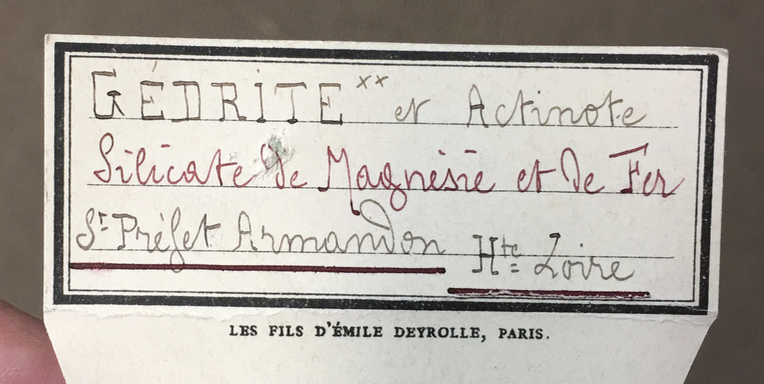 GÉDRITE xx et Actinote
Silicate de Magnésie et de Fer
St Préjet Armandon Hte Loire
LES FILS D'ÉMILE DEYROLLE, PARIS.